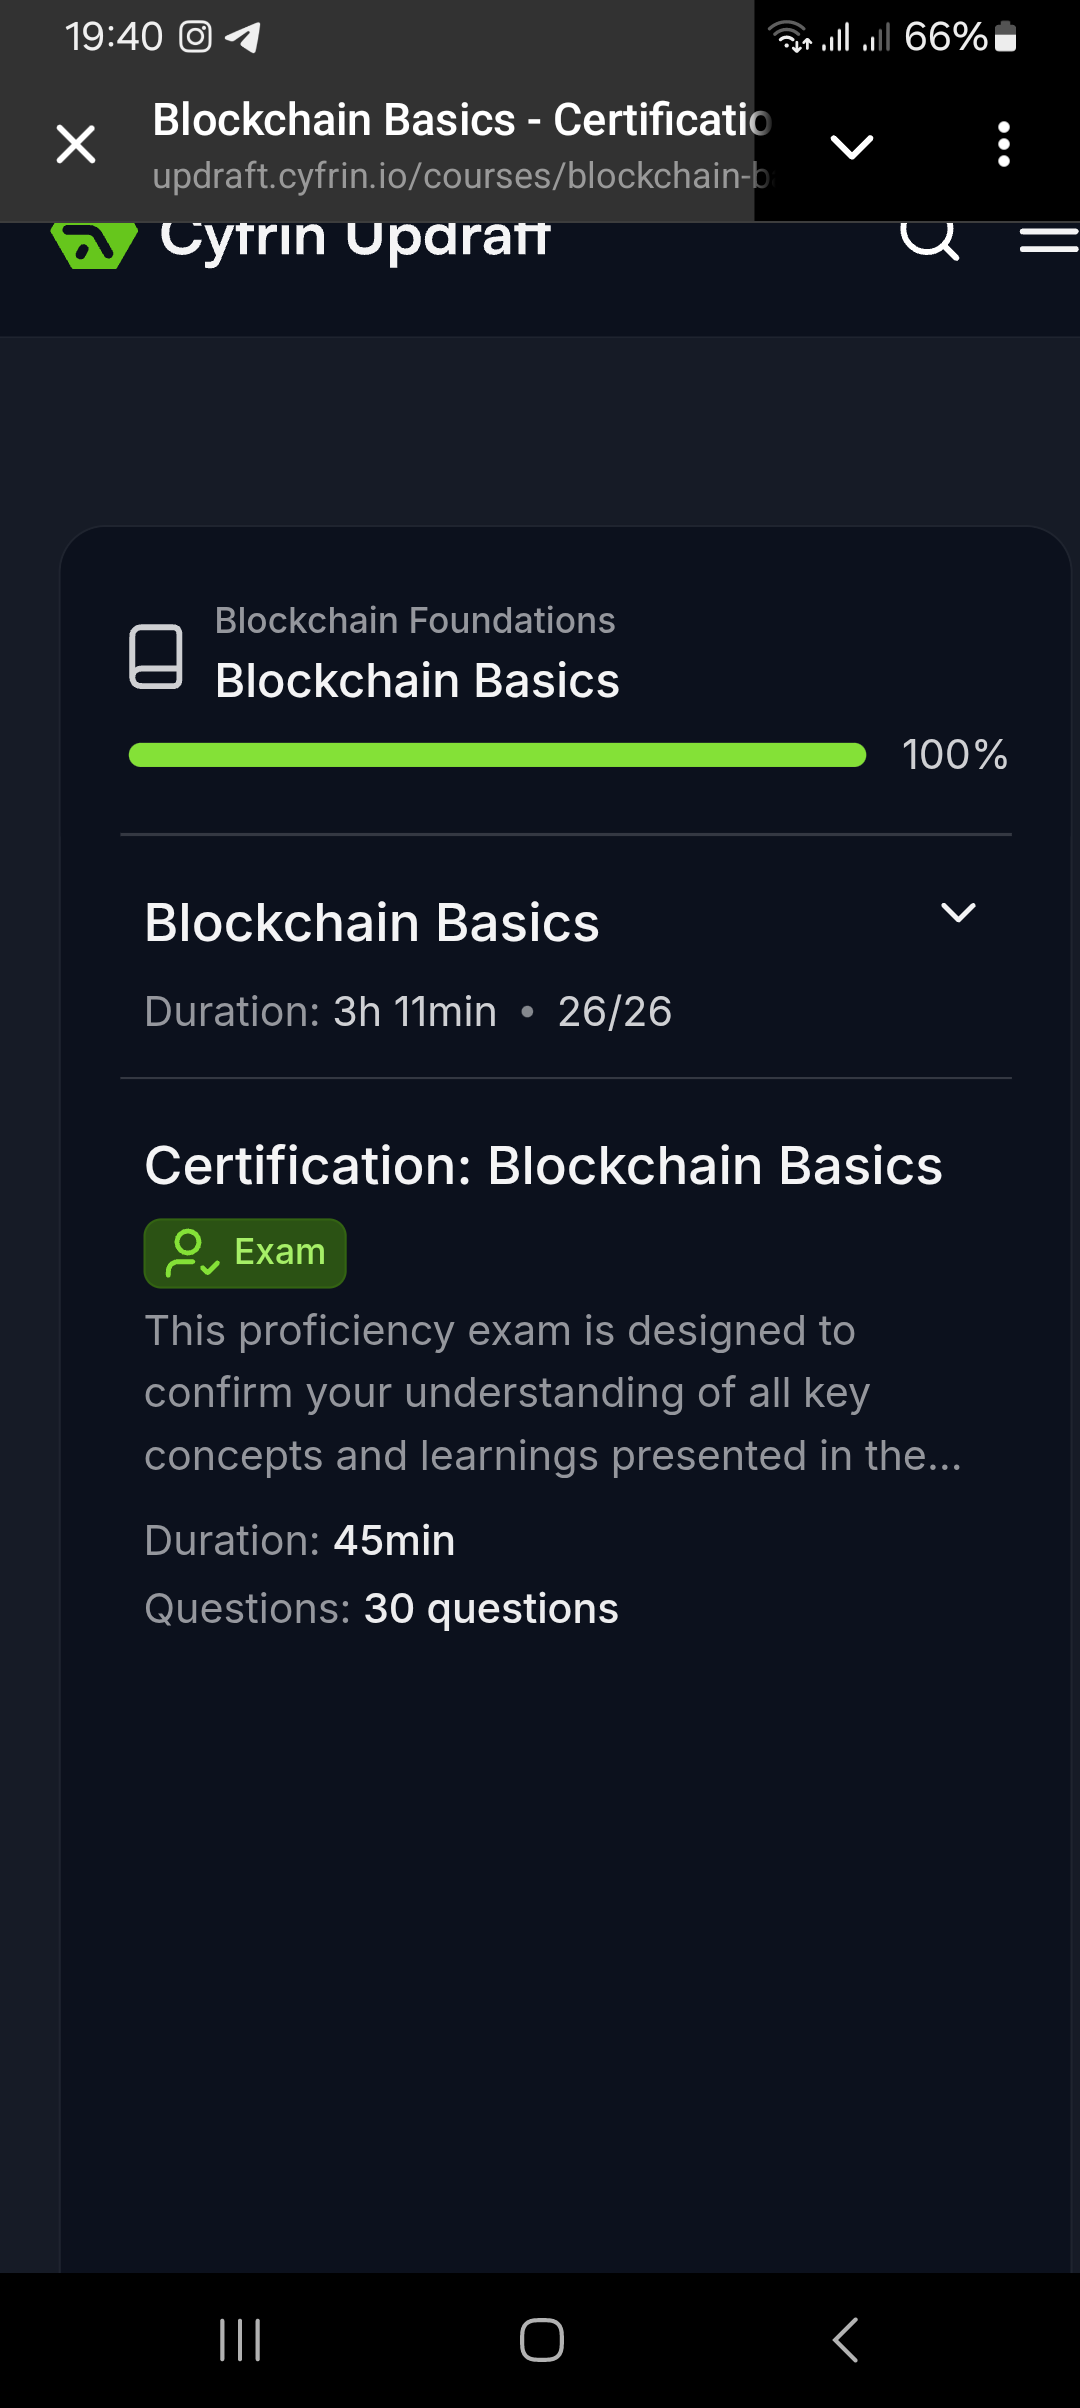 19:40
66%
Blockchain Basics - Certificatio
updraft.cyfrin.io/courses/blockchain-b
Cyfrin Updraft
Blockchain Foundations
Blockchain Basics
100%
Blockchain Basics
Duration: 3h 11min • 26/26
Certification: Blockchain Basics
Exam
This proficiency exam is designed to
confirm your understanding of all key
concepts and learnings presented in the...
Duration: 45min
Questions: 30 questions